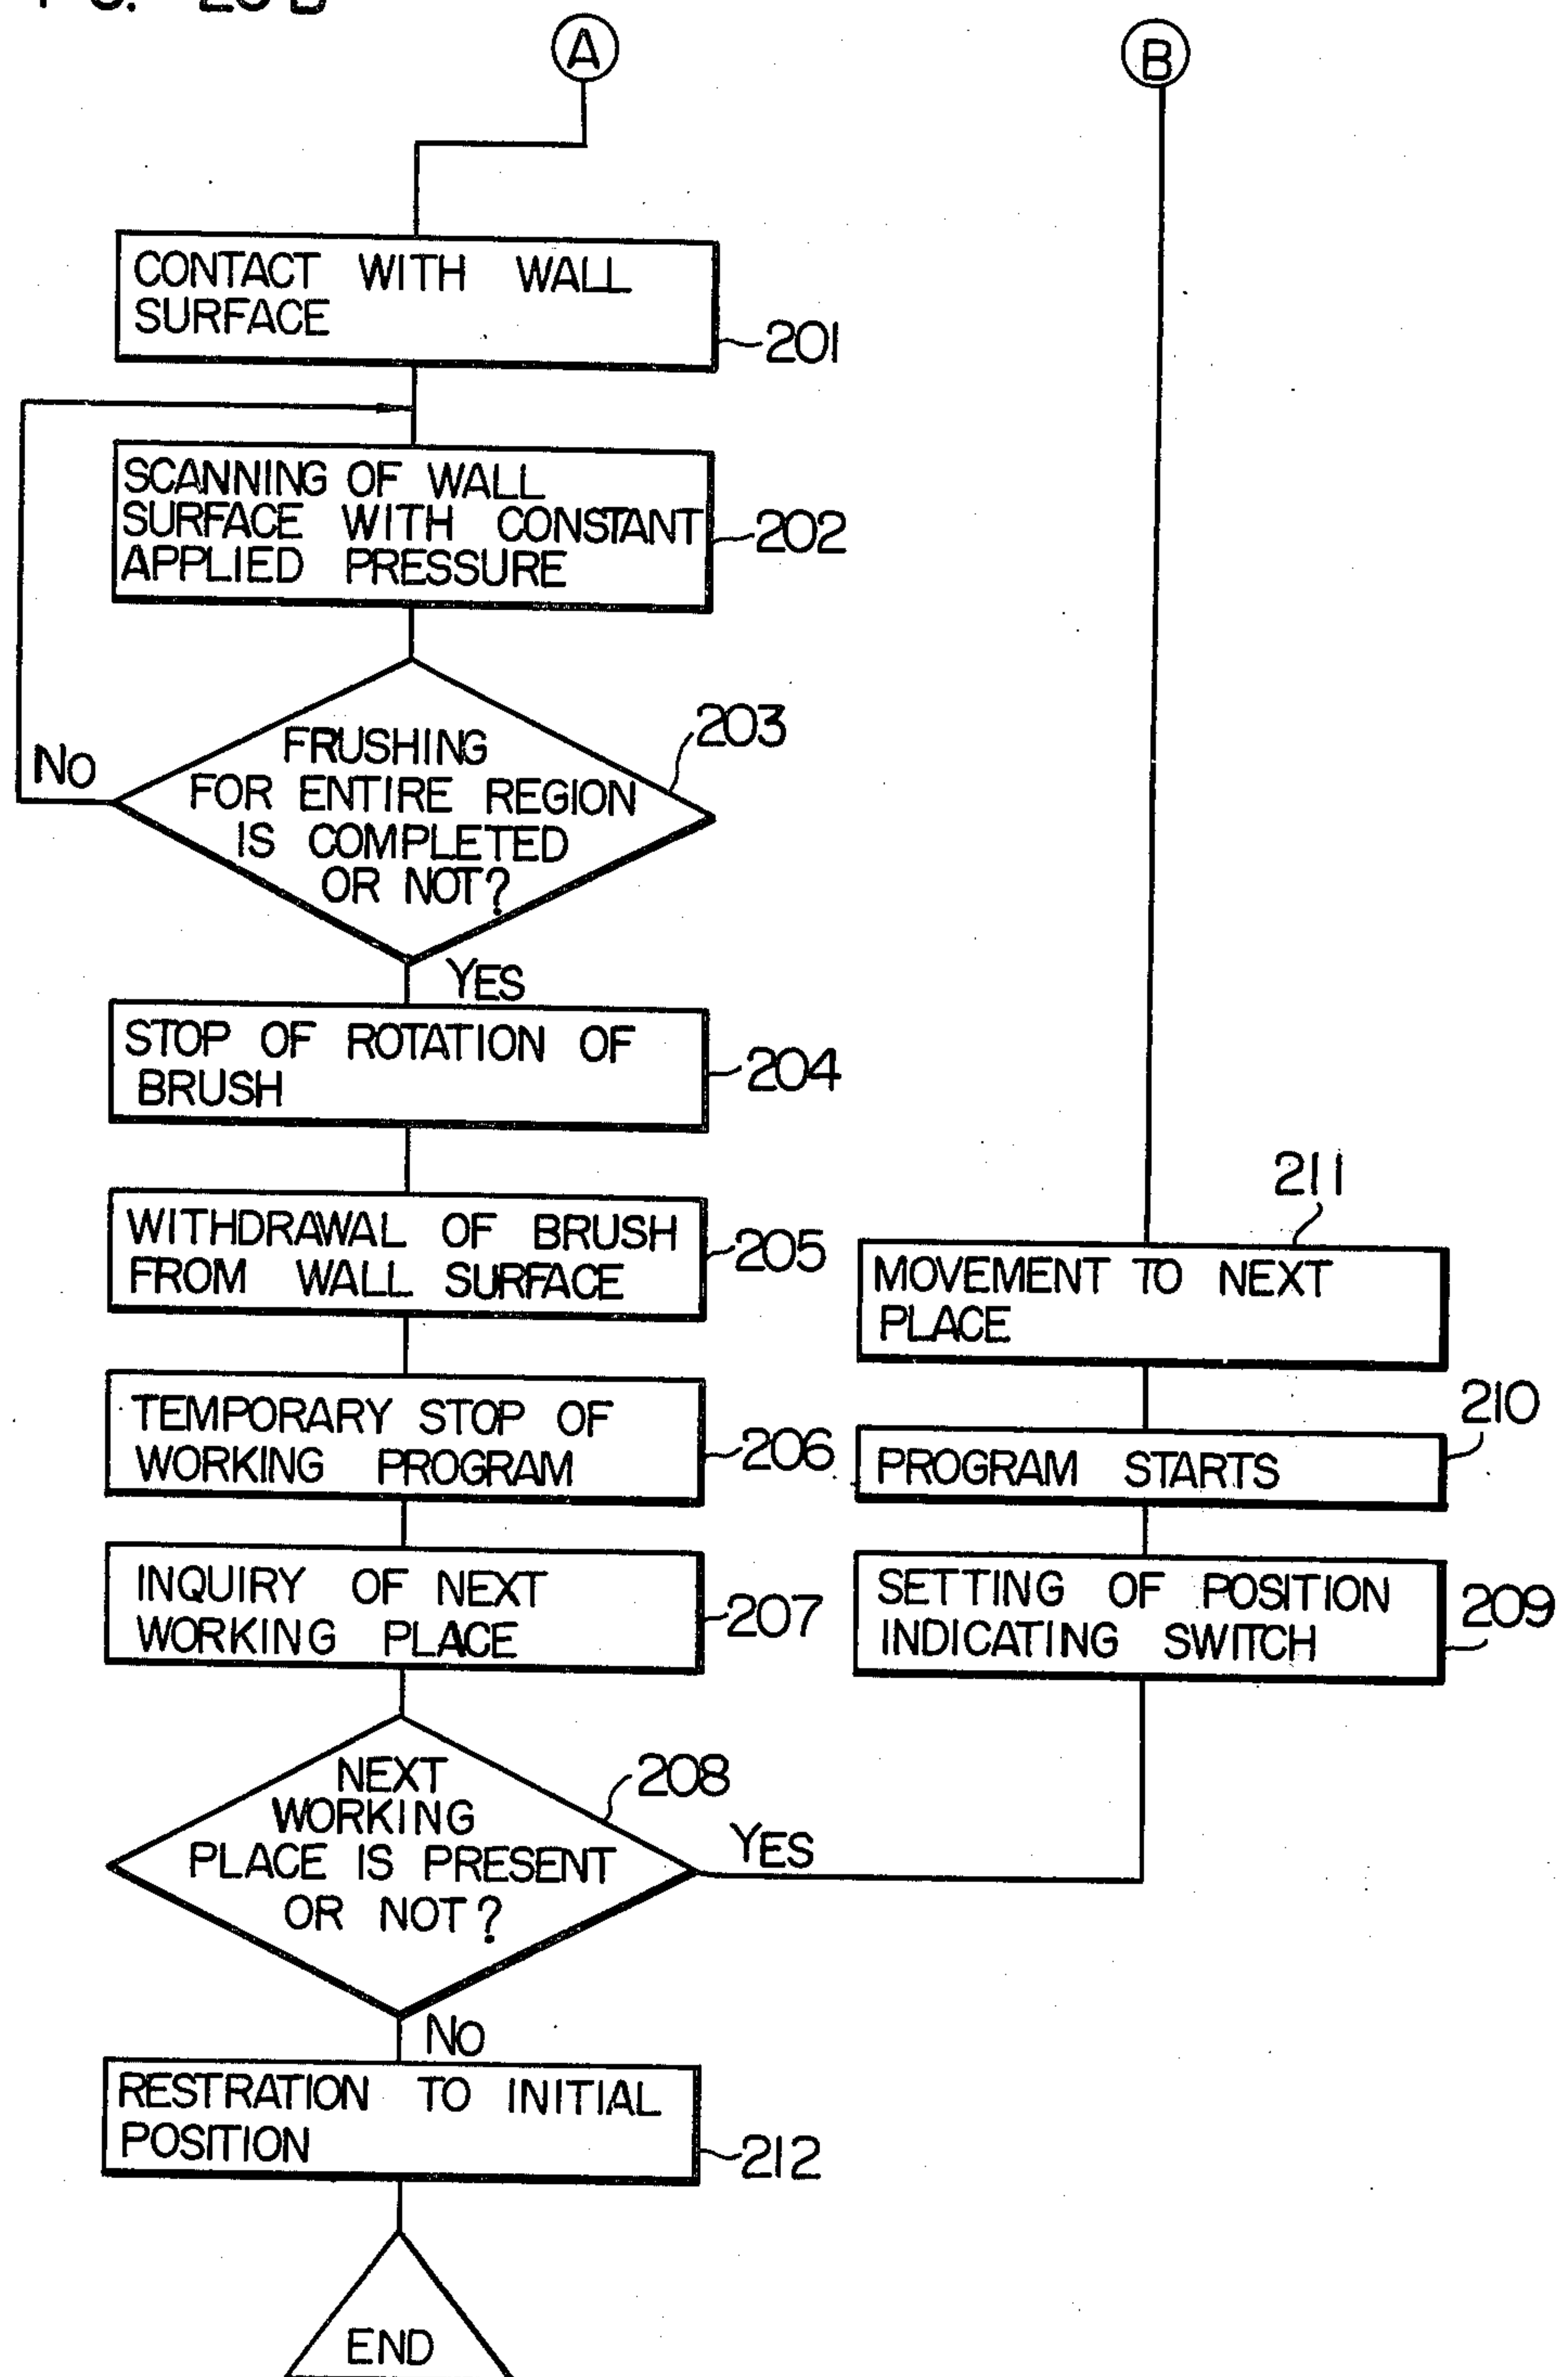 A
B
CONTACT WITH WALL
SURFACE
201
SCANNING OF WALL
SURFACE WITH CONSTANT
APPLIED PRESSURE
202
203
FRUSHING
FOR ENTIRE REGION
IS COMPLETED
OR NOT?
NO
YES
STOP OF ROTATION OF
BRUSH
204
WITHDRAWAL OF BRUSH
FROM WALL SURFACE
205
TEMPORARY STOP OF
WORKING PROGRAM
206
INQUIRY OF NEXT
WORKING PLACE
207
NEXT
WORKING
PLACE IS PRESENT
OR NOT?
208
YES
NO
211
MOVEMENT TO NEXT
PLACE
210
PROGRAM STARTS
SETTING OF POSITION
INDICATING SWITCH
209
RESTRATION TO INITIAL
POSITION
212
END